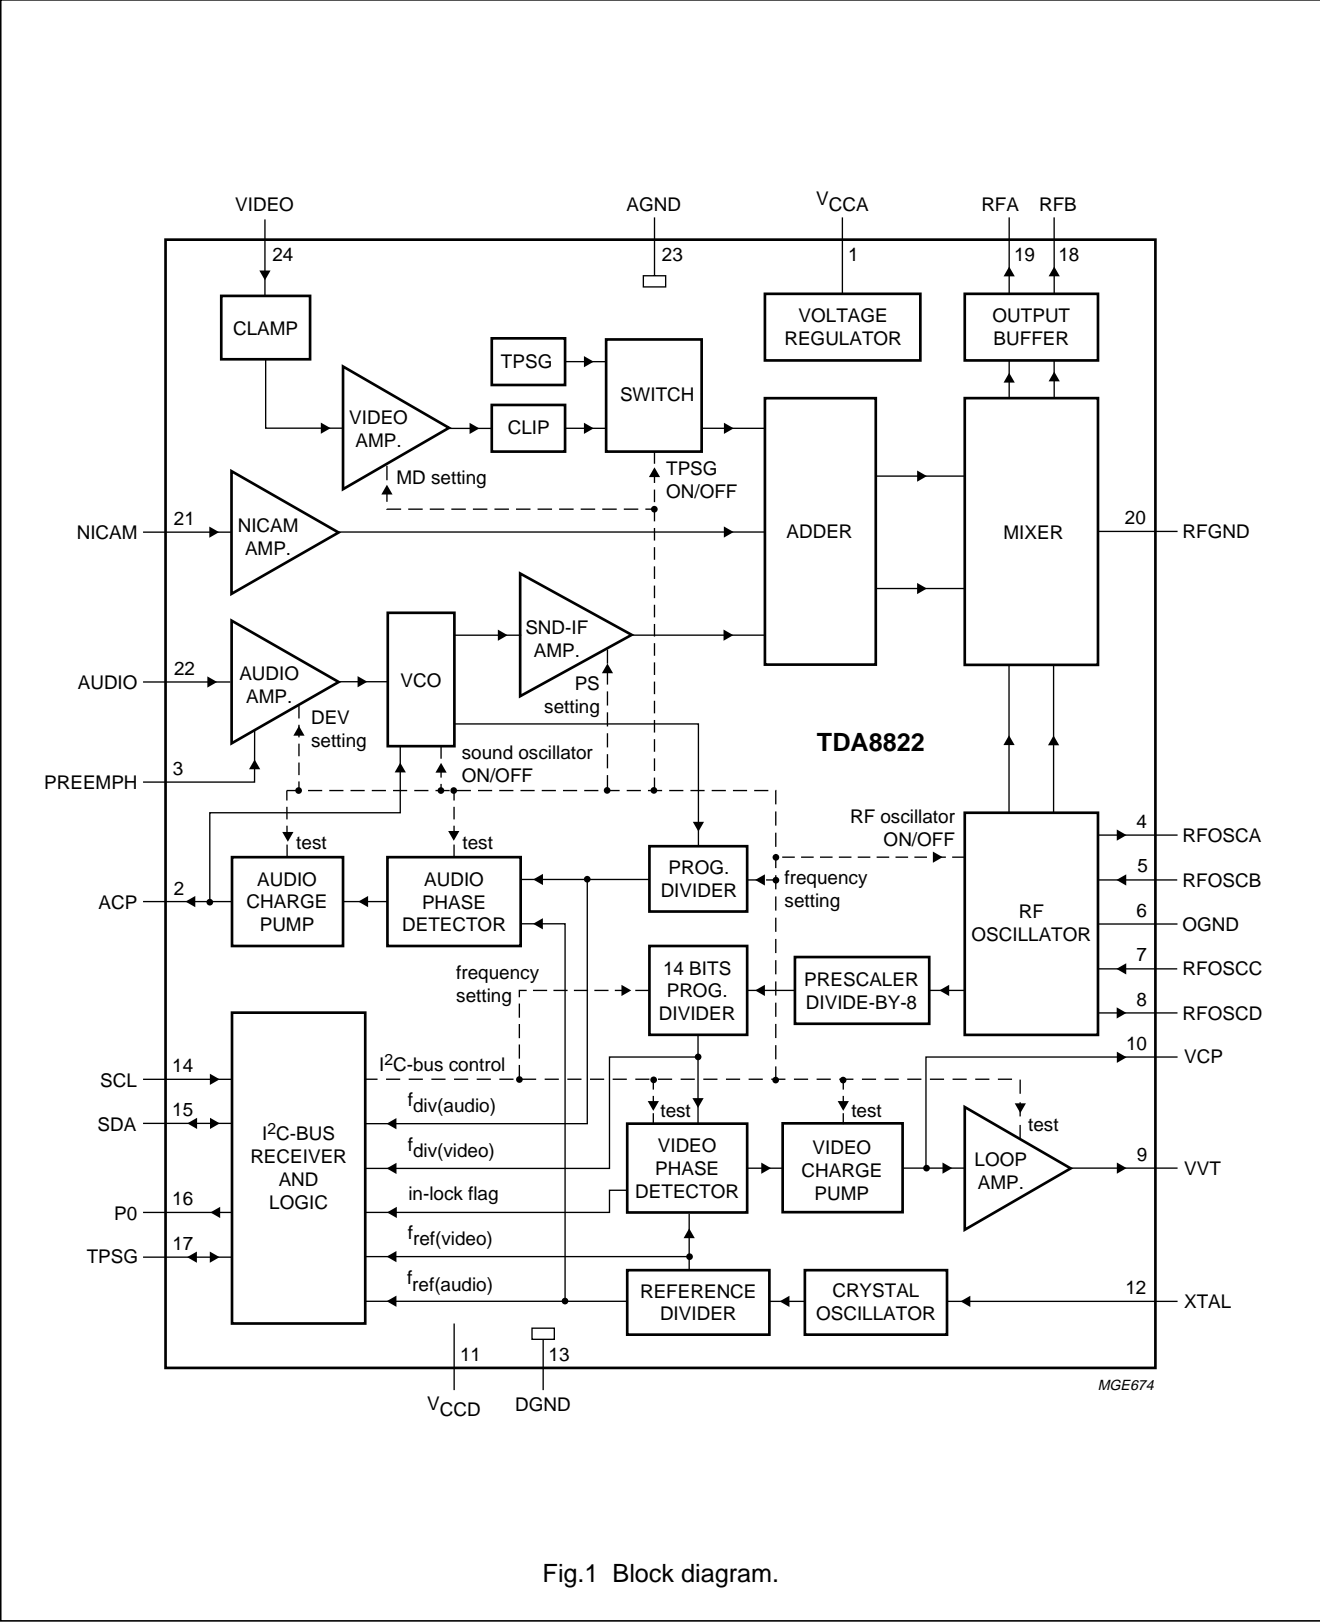 VIDEO
AGND
VCCA
RFA
RFB
24
23
1
19
18
CLAMP
VOLTAGE
REGULATOR
OUTPUT
BUFFER
TPSG
SWITCH
VIDEO
AMP.
CLIP
MD setting
TPSG
ON/OFF
NICAM
21
NICAM
AMP.
ADDER
MIXER
20
RFGND
SND-IF
AMP.
AUDIO
22
AUDIO
AMP.
VCO
PS
setting
DEV
setting
TDA8822
PREEMPH
3
sound oscillator
ON/OFF
RF oscillator
ON/OFF
4
RFOSCA
test
test
ACP
2
AUDIO
CHARGE
PUMP
AUDIO
PHASE
DETECTOR
PROG.
DIVIDER
frequency
setting
5
RFOSCB
RF
OSCILLATOR
6
OGND
frequency
setting
14 BITS
PROG.
DIVIDER
PRESCALER
DIVIDE-BY-8
7
RFOSCC
8
RFOSCD
10
VCP
SCL
14
I2C-bus control
SDA
15
I2C-BUS
RECEIVER
AND
LOGIC
fdiv(audio)
test
test
test
fdiv(video)
VIDEO
PHASE
DETECTOR
VIDEO
CHARGE
PUMP
LOOP
AMP.
9
VVT
P0
16
in-lock flag
TPSG
17
fref(video)
fref(audio)
REFERENCE
DIVIDER
CRYSTAL
OSCILLATOR
12
XTAL
11
13
VCCD
DGND
MGE674
Fig.1 Block diagram.